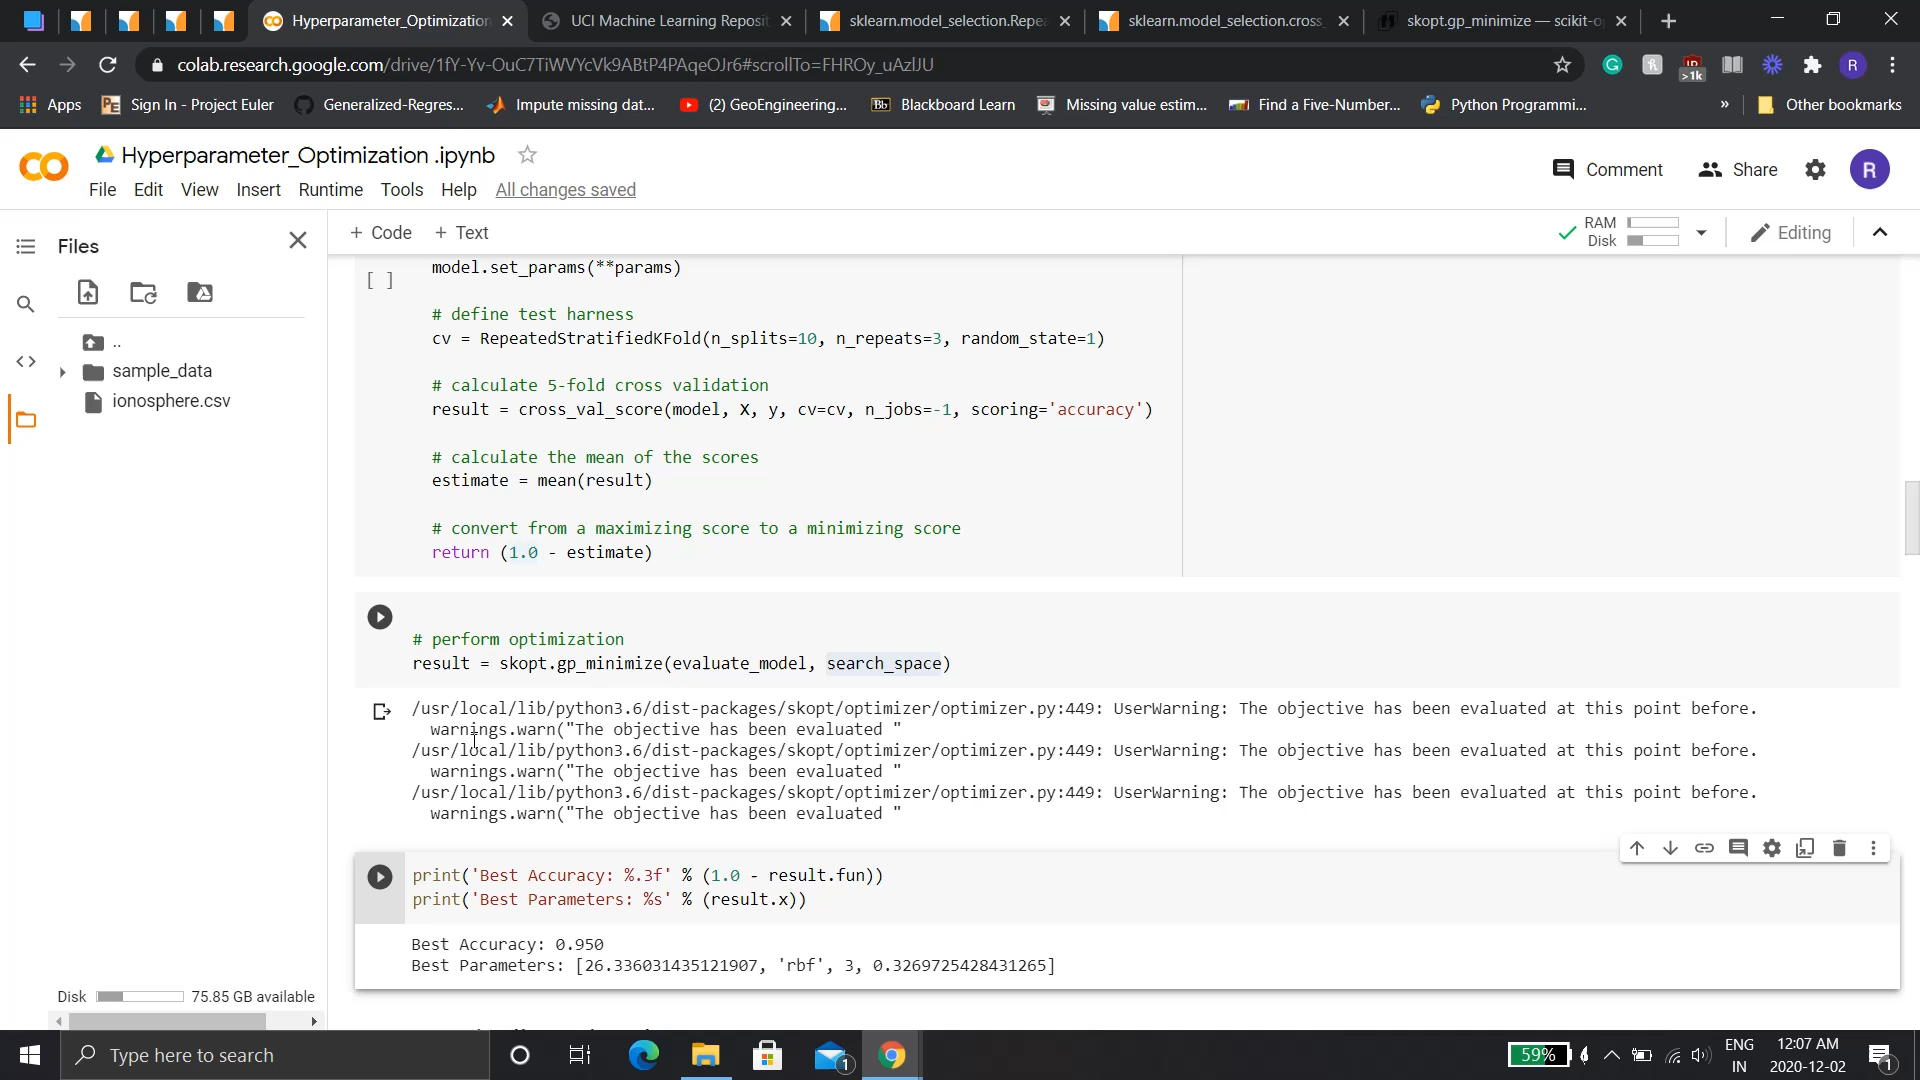 Hyperparameter_Optimization
UCI Machine Learning Reposit
sklearn.model_selection.Repe
sklearn.model_selection.cross_
skopt.gp_minimize — scikit-o
colab.research.google.com/drive/1fY-Yv-OuC7TiWVYcVk9ABtP4PAqeOJr6#scrollTo=FHROy_uAzlJU
>1k
R
Apps
PE Sign In - Project Euler
Generalized-Regres...
Impute missing dat...
(2) GeoEngineering...
Bb Blackboard Learn
Missing value estim...
Find a Five-Number...
Python Programmi...
»
Other bookmarks
Hyperparameter_Optimization .ipynb
Comment
Share
R
File Edit View Insert Runtime Tools Help All changes saved
Files
+ Code + Text
RAM
Disk
Editing
..
sample_data
ionosphere.csv
Disk 75.85 GB available
[ ]
model.set_params(**params)
# define test harness
cv = RepeatedStratifiedKFold(n_splits=10, n_repeats=3, random_state=1)
# calculate 5-fold cross validation
result = cross_val_score(model, X, y, cv=cv, n_jobs=-1, scoring='accuracy')
# calculate the mean of the scores
estimate = mean(result)
# convert from a maximizing score to a minimizing score
return (1.0 - estimate)
# perform optimization
result = skopt.gp_minimize(evaluate_model, search_space)
/usr/local/lib/python3.6/dist-packages/skopt/optimizer/optimizer.py:449: UserWarning: The objective has been evaluated at this point before.
warnings.warn("The objective has been evaluated "
/usr/local/lib/python3.6/dist-packages/skopt/optimizer/optimizer.py:449: UserWarning: The objective has been evaluated at this point before.
warnings.warn("The objective has been evaluated "
/usr/local/lib/python3.6/dist-packages/skopt/optimizer/optimizer.py:449: UserWarning: The objective has been evaluated at this point before.
warnings.warn("The objective has been evaluated "
print('Best Accuracy: %.3f' % (1.0 - result.fun))
print('Best Parameters: %s' % (result.x))
Best Accuracy: 0.950
Best Parameters: [26.336031435121907, 'rbf', 3, 0.3269725428431265]
Type here to search
1
59%
ENG
IN
12:07 AM
2020-12-02
1